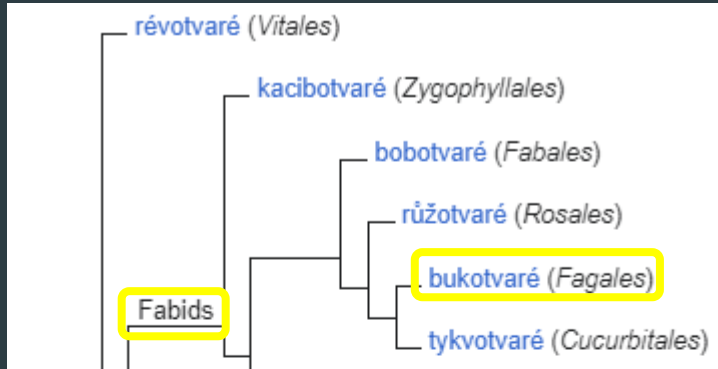 révotvaré (Vitales)
kacibotvaré (Zygophyllales)
bobotvaré (Fabales)
růžotvaré (Rosales)
bukotvaré (Fagales)
Fabids
tykvotvaré (Cucurbitales)